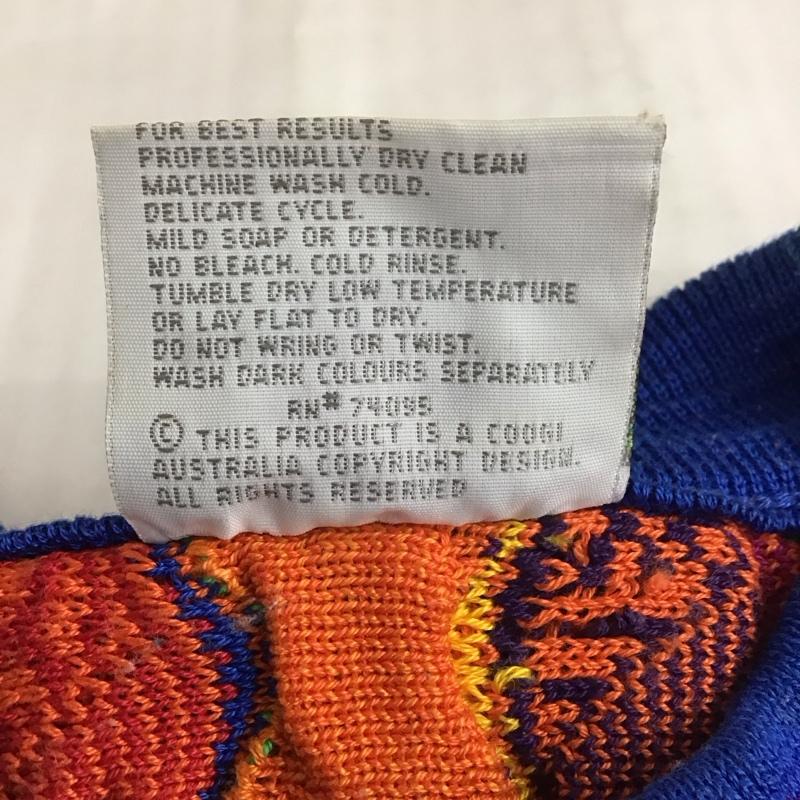 FOR BEST RESULTS
PROFESSIONALLY DRY CLEAN
MACHINE WASH COLD.
DELICATE CYCLE.
MILD SOAP OR DETERGENT.
NO BLEACH. COLD RINSE.
TUMBLE DRY LOW TEMPERATURE
OR LAY FLAT TO DRY.
DO NOT WRING OR TWIST.
WASH DARK COLOURS SEPARATELY
RN# 74095
© THIS PRODUCT IS A COOGI
AUSTRALIA COPYRIGHT DESIGN.
ALL RIGHTS RESERVED